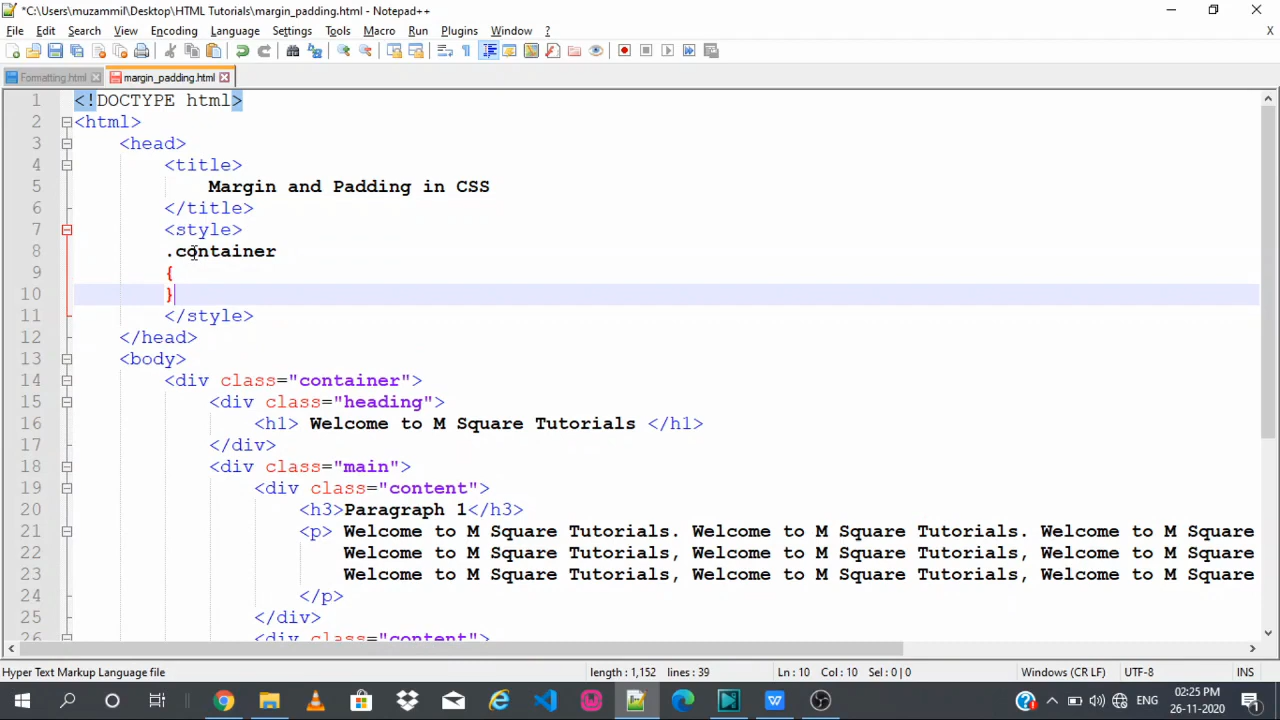 *C:\Users\muzammil\Desktop\HTML Tutorials\margin_padding.html - Notepad++
File Edit Search View Encoding Language Settings Tools Macro Run Plugins Window ? X
Formatting.html margin_padding.html
1 <!DOCTYPE html>
2 <html>
3 <head>
4 <title>
5 Margin and Padding in CSS
6 </title>
7 <style>
8 .container
9 {
10 }
11 </style>
12 </head>
13 <body>
14 <div class="container">
15 <div class="heading">
16 <h1> Welcome to M Square Tutorials </h1>
17 </div>
18 <div class="main">
19 <div class="content">
20 <h3>Paragraph 1</h3>
21 <p> Welcome to M Square Tutorials. Welcome to M Square Tutorials. Welcome to M Square Tutorials
22 Welcome to M Square Tutorials, Welcome to M Square Tutorials, Welcome to M Square Tutorials
23 Welcome to M Square Tutorials, Welcome to M Square Tutorials, Welcome to M Square Tutorials
24 </p>
25 </div>
26 <div class="content">
Hyper Text Markup Language file length : 1,152 lines : 39 Ln : 10 Col : 10 Sel : 0 | 0 Windows (CR LF) UTF-8 INS
ENG 02:25 PM
26-11-2020